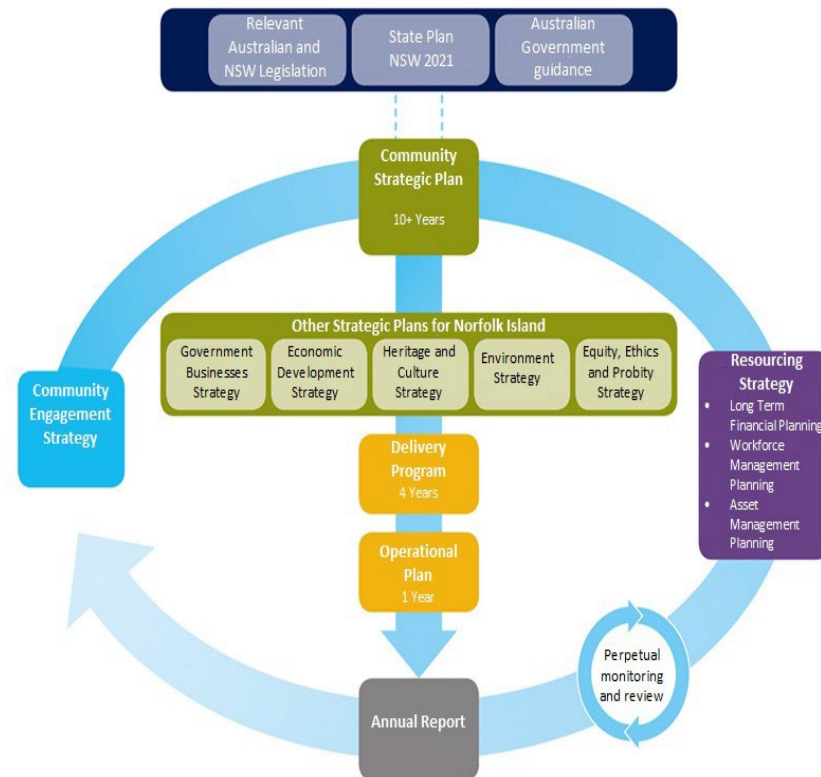 Relevant
Australian and
NSW Legislation
State Plan
NSW 2021
Australian
Government
guidance
Community
Strategic Plan
10+ Years
Other Strategic Plans for Norfolk Island
Government
Businesses
Strategy
Economic
Development
Strategy
Heritage and
Culture
Strategy
Environment
Strategy
Equity, Ethics
and Probity
Strategy
Community
Engagement
Strategy
Resourcing
Strategy
• Long Term
Financial Planning
• Workforce
Management
Planning
• Asset
Management
Planning
Delivery
Program
4 Years
Operational
Plan
1 Year
Perpetual
monitoring
and review
Annual Report